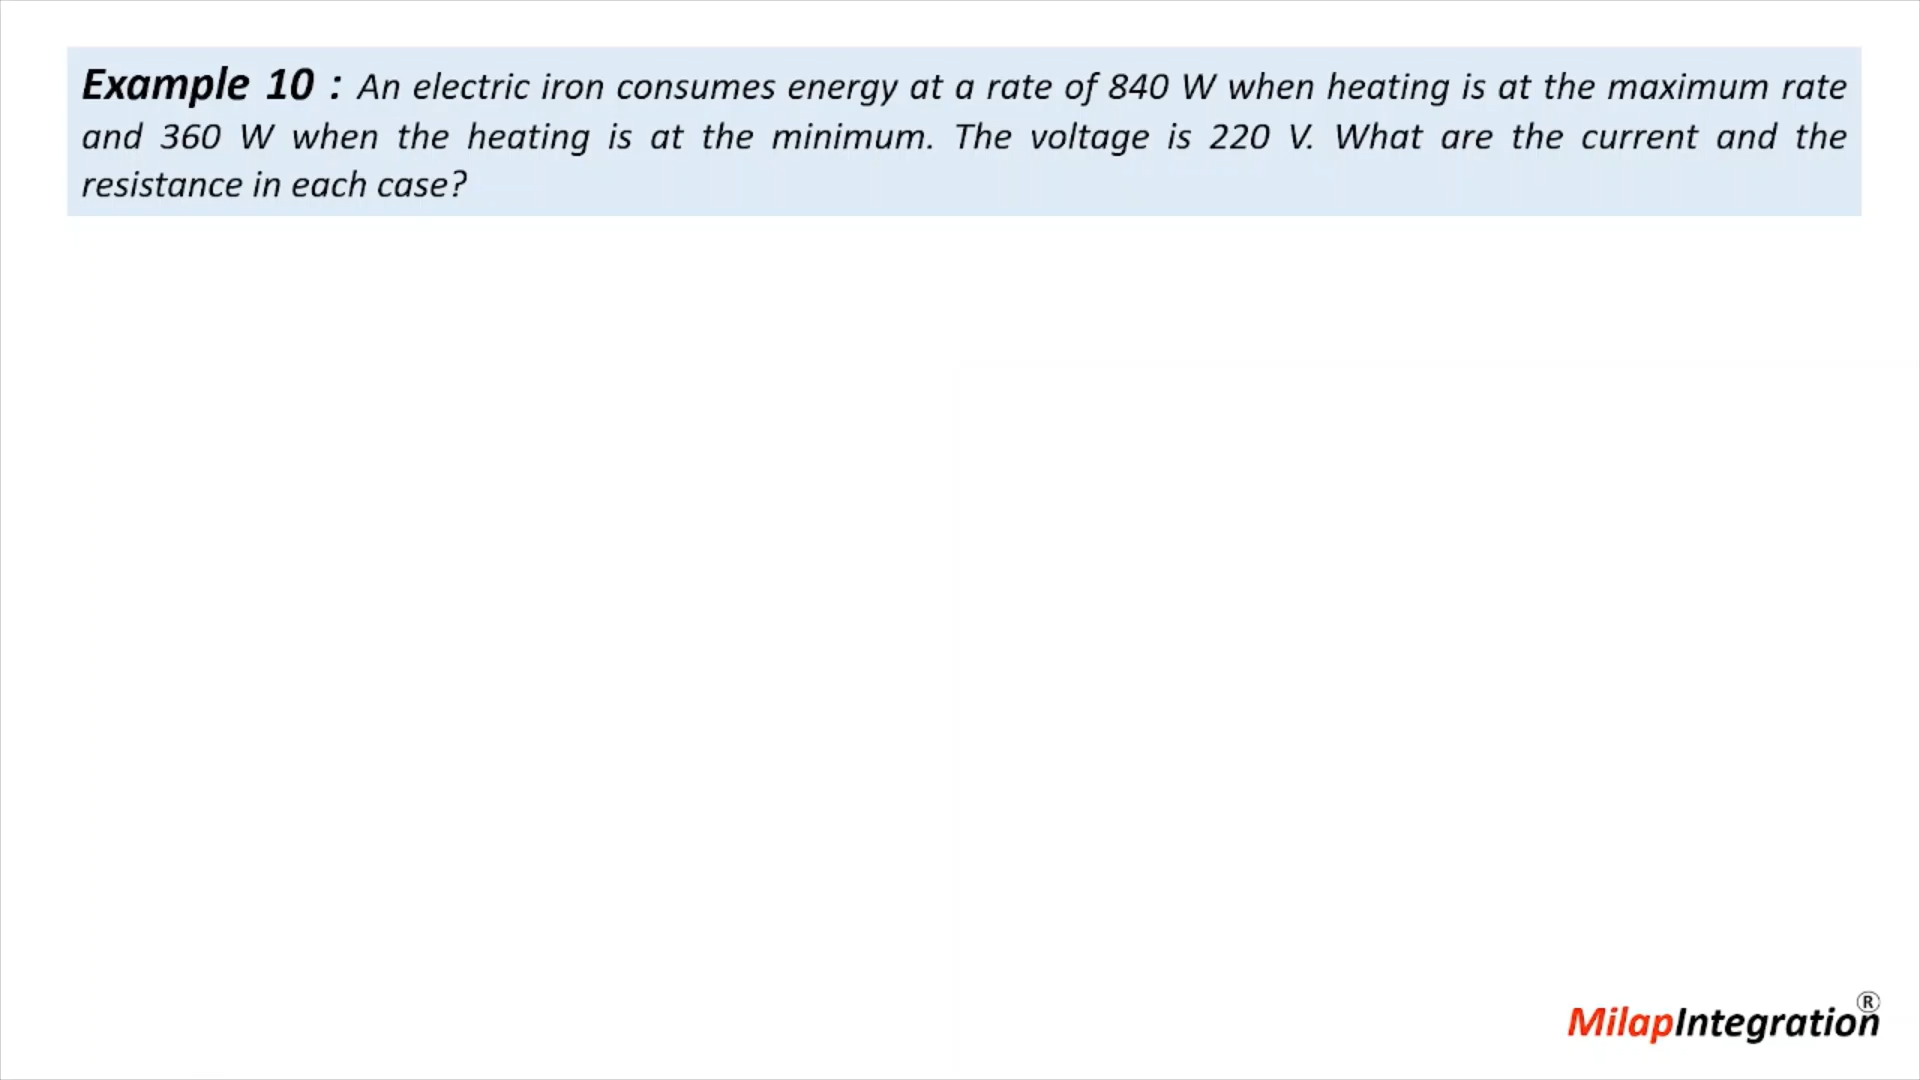 Example 10 : An electric iron consumes energy at a rate of 840 W when heating is at the maximum rate
and 360 W when the heating is at the minimum. The voltage is 220 V. What are the current and the
resistance in each case?
MilapIntegration®